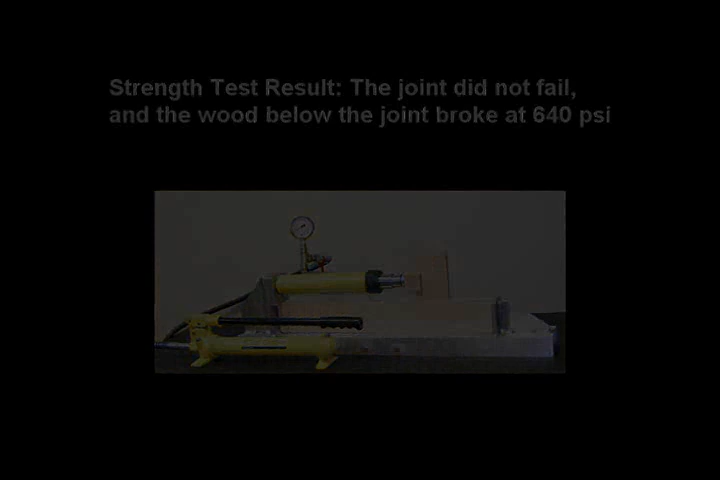 Strength Test Result: The joint did not fail,
and the wood below the joint broke at 640 psi